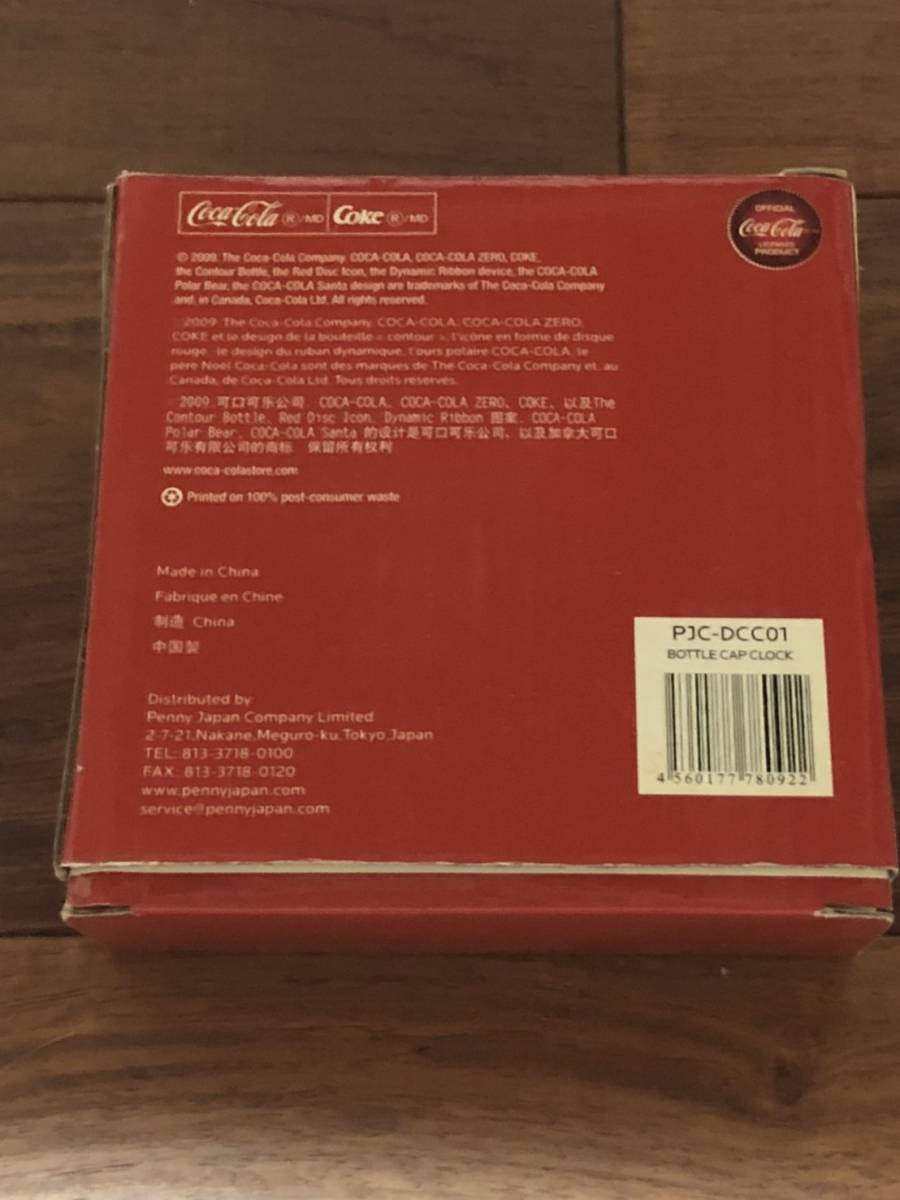 Coca-Cola ®/MD Coke ®/MD
OFFICIAL
Coca-Cola
LICENSED
PRODUCT
© 2009. The Coca-Cola Company. COCA-COLA, COCA-COLA ZERO, COKE,
the Contour Bottle, the Red Disc Icon, the Dynamic Ribbon device, the COCA-COLA
Polar Bear, the COCA-COLA Santa design are trademarks of The Coca-Cola Company
and, in Canada, Coca-Cola Ltd. All rights reserved.
2009. The Coca-Cola Company. COCA-COLA, COCA-COLA ZERO,
COKE et le design de la bouteille « contour », l'icône en forme de disque
rouge, le design du ruban dynamique, l'ours polaire COCA-COLA, le
père Noël Coca-Cola sont des marques de The Coca-Cola Company et, au
Canada, de Coca-Cola Ltd. Tous droits réservés.
2009.可口可乐公司. COCA-COLA、COCA-COLA ZERO、COKE、以及The
Contour Bottle、Red Disc Icon、Dynamic Ribbon 图案、COCA-COLA
Polar Bear、COCA-COLA Santa 的设计是可口可乐公司、以及加拿大可口
可乐有限公司的商标. 保留所有权利
www.coca-colastore.com
Printed on 100% post-consumer waste
Made in China
Fabrique en Chine
制造 China
中国製
Distributed by
Penny Japan Company Limited
2-7-21,Nakane,Meguro-ku,Tokyo,Japan
TEL: 813-3718-0100
FAX: 813-3718-0120
www.pennyjapan.com
service@pennyjapan.com
PJC-DCC01
BOTTLE CAP CLOCK
4 560177 780922